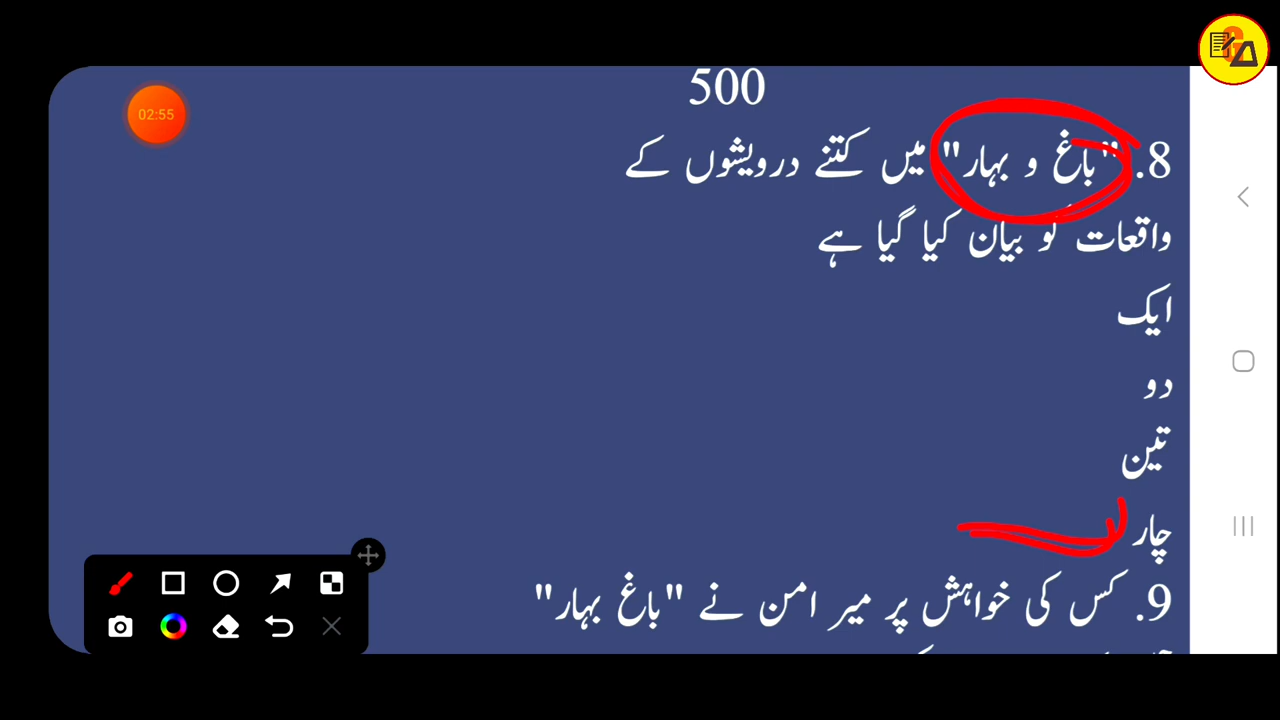 500
02:55
8. "باغ و بہار" میں کتنے درویشوں کے
واقعات کو بیان کیا گیا ہے
ایک
دو
تین
چار
9. کس کی خواہش پر میر امن نے "باغ بہار"